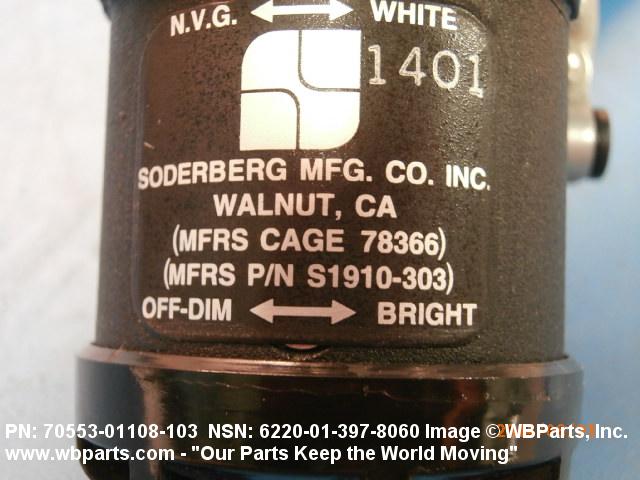 N.V.G. ↔ WHITE
1401
SODERBERG MFG. CO. INC.
WALNUT, CA
(MFRS CAGE 78366)
(MFRS P/N S1910-303)
OFF-DIM ↔ BRIGHT
PN: 70553-01108-103 NSN: 6220-01-397-8060 Image © WBParts, Inc.
www.wbparts.com - "Our Parts Keep the World Moving"